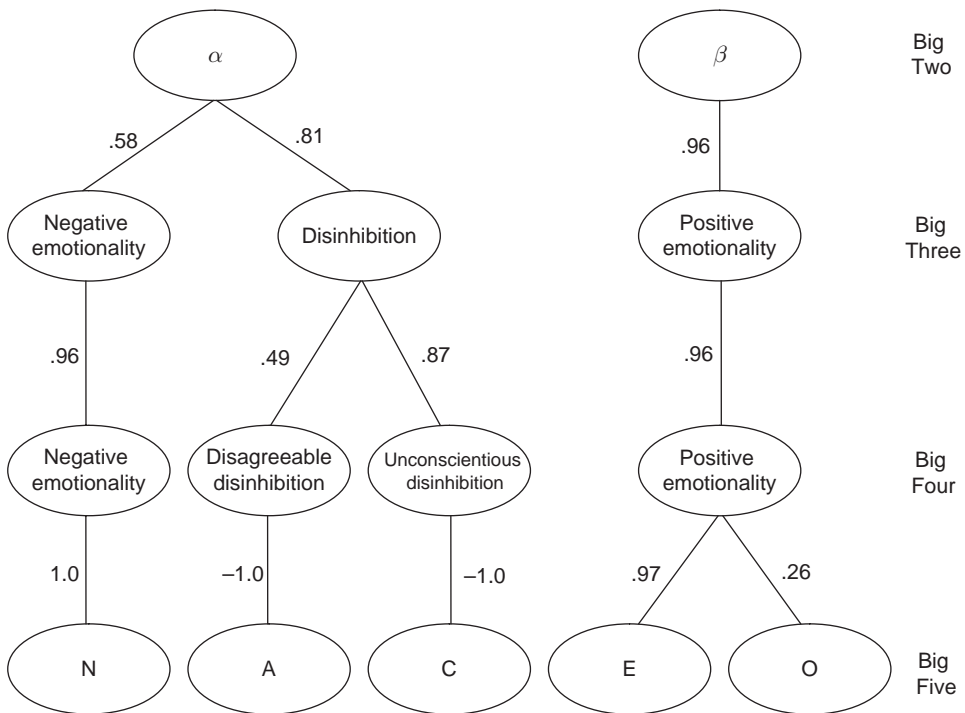 α
β
Big
Two
.58
.81
.96
Negative
emotionality
Disinhibition
Positive
emotionality
Big
Three
.96
.49
.87
.96
Negative
emotionality
Disagreeable
disinhibition
Unconscientious
disinhibition
Positive
emotionality
Big
Four
1.0
–1.0
–1.0
.97
.26
N
A
C
E
O
Big
Five